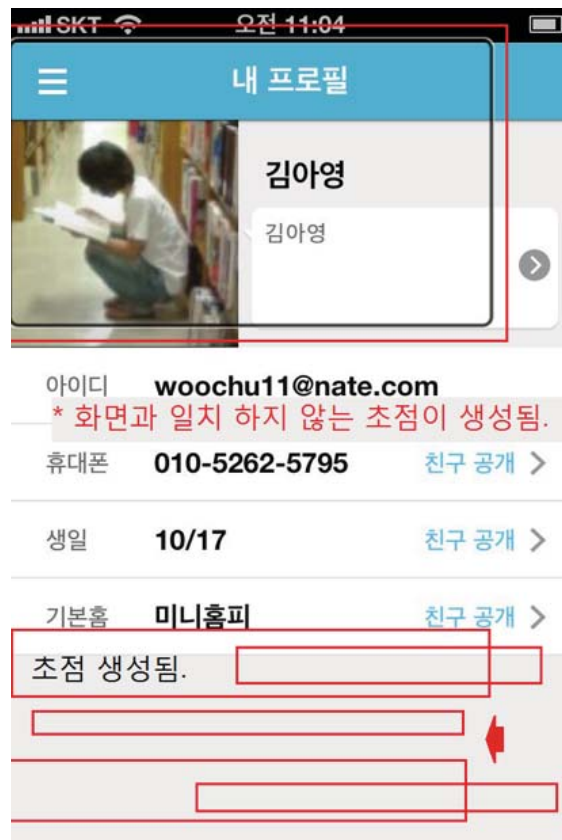 SKT 오전 11:04
내 프로필
김아영
김아영
아이디 woochu11@nate.com
* 화면과 일치 하지 않는 초점이 생성됨.
휴대폰 010-5262-5795 친구 공개
생일 10/17 친구 공개
기본홈 미니홈피 친구 공개
초점 생성됨.